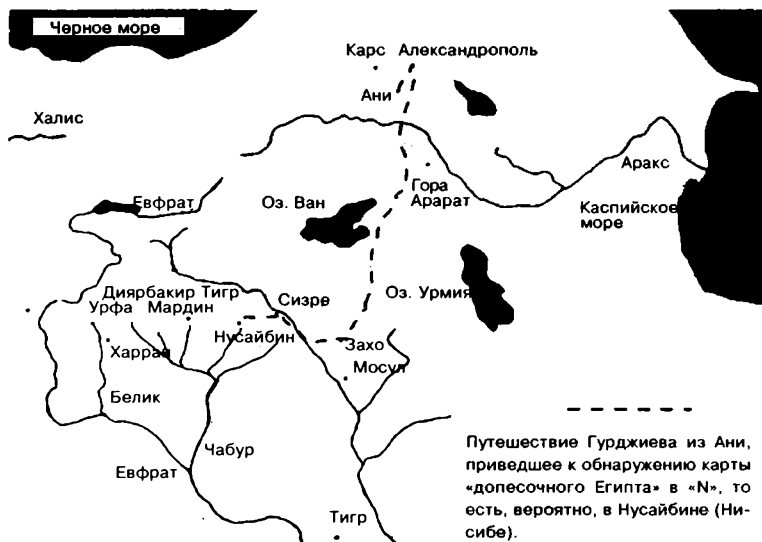 Черное море
Карс Александрополь
Ани
Халис
Аракс
Гора
Арарат
Евфрат
Оз. Ван
Каспийское
море
Диярбакир Тигр
Сизре
Оз. Урмия
Урфа Мардин
Нусайбин
Захо
Харран
Мосул
Белик
Чабур
Евфрат
Тигр
Путешествие Гурджиева из Ани,
приведшее к обнаружению карты
«допесочного Египта» в «N», то
есть, вероятно, в Нусайбине (Ни-
сибе).